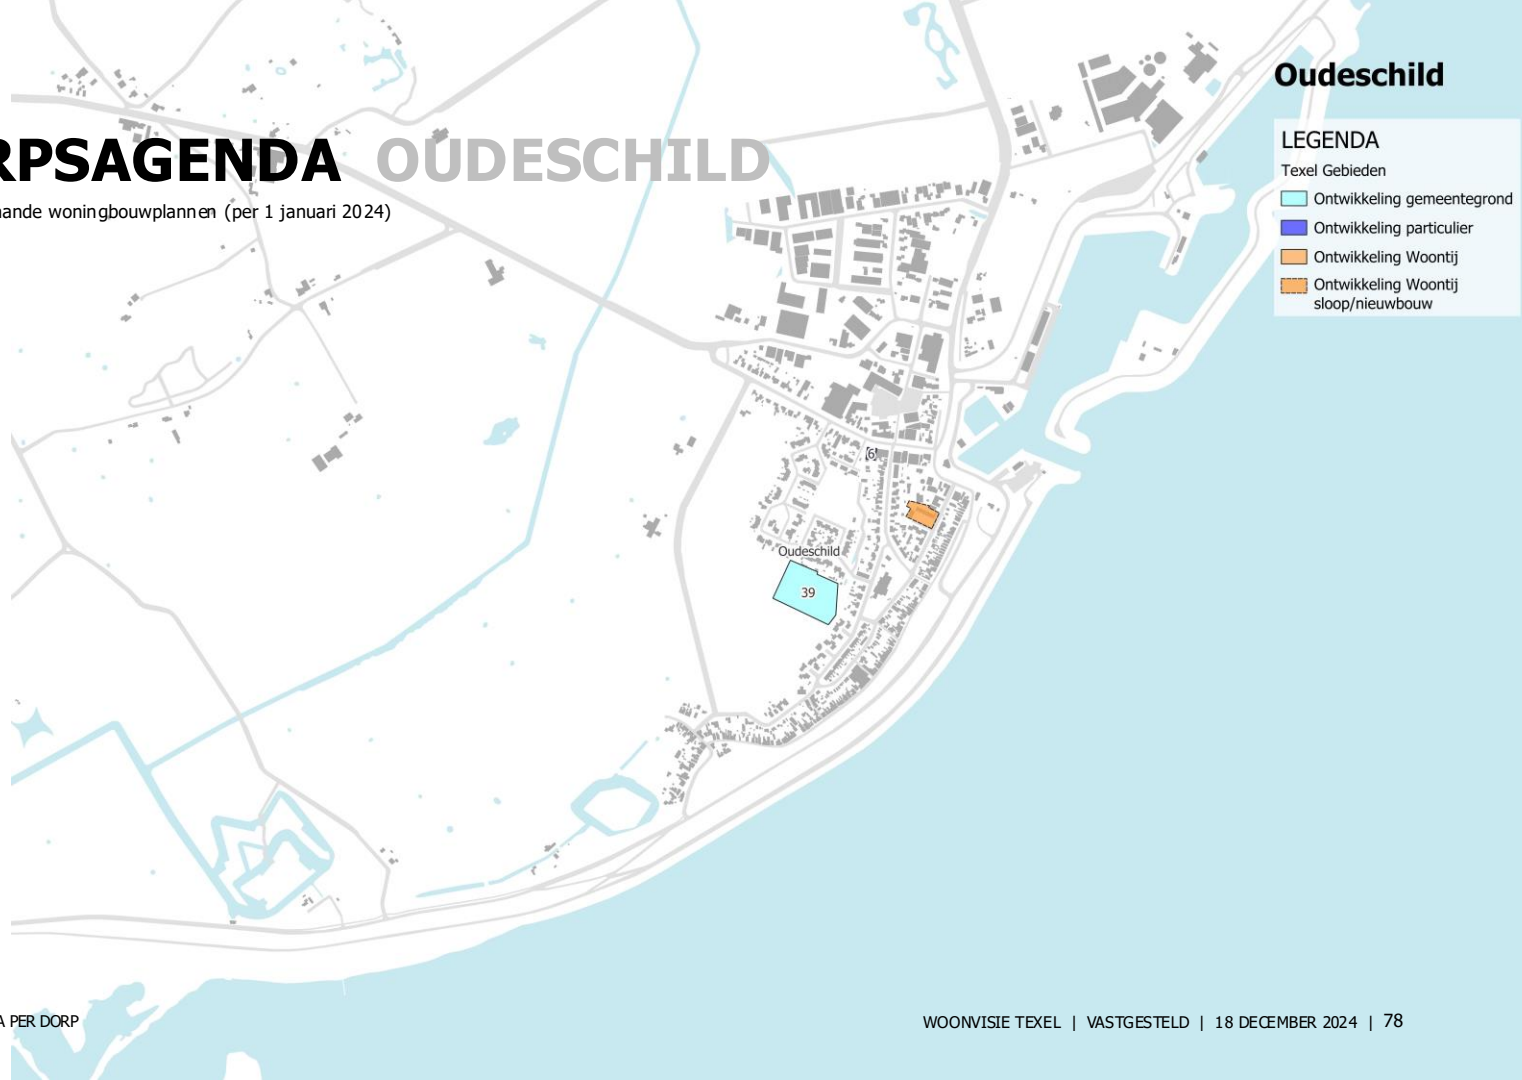 Oudeschild
RPSAGENDA OUDESCHILD
ande woningbouwplannen (per 1 januari 2024)
LEGENDA
Texel Gebieden
Ontwikkeling gemeentegrond
Ontwikkeling particulier
Ontwikkeling Woontij
Ontwikkeling Woontij
sloop/nieuwbouw
[6]
Oudeschild
39
A PER DORP
WOONVISIE TEXEL | VASTGESTELD | 18 DECEMBER 2024 | 78